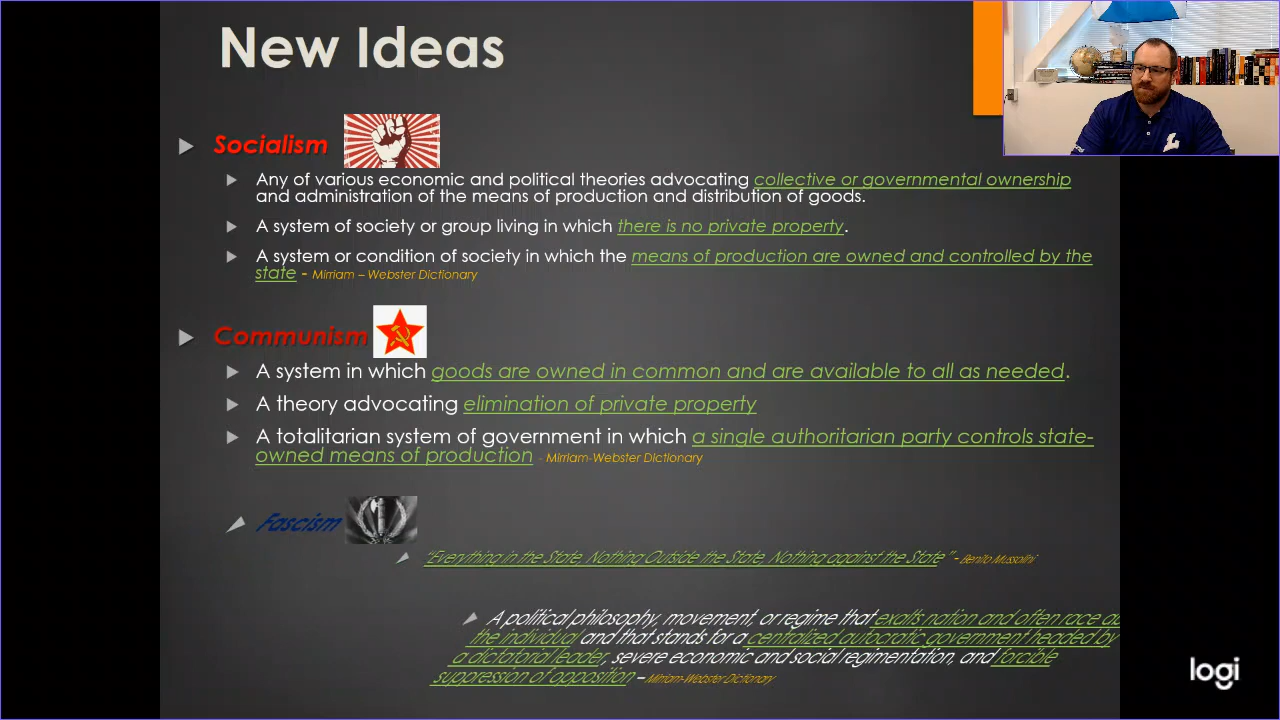 New Ideas
Socialism
Any of various economic and political theories advocating collective or governmental ownership
and administration of the means of production and distribution of goods.
A system of society or group living in which there is no private property.
A system or condition of society in which the means of production are owned and controlled by the
state - Mirriam – Webster Dictionary
Communism
A system in which goods are owned in common and are available to all as needed.
A theory advocating elimination of private property
A totalitarian system of government in which a single authoritarian party controls state-
owned means of production - Mirriam-Webster Dictionary
Fascism
"Everything in the State, Nothing Outside the State, Nothing against the State" - Benito Mussolini
A political philosophy, movement, or regime that exalts nation and often race
the individual and that stands for a centralized autocratic government headed by
a dictatorial leader, severe economic and social regimentation, and forcible
suppression of opposition – Mirriam-Webster Dictionary
logi